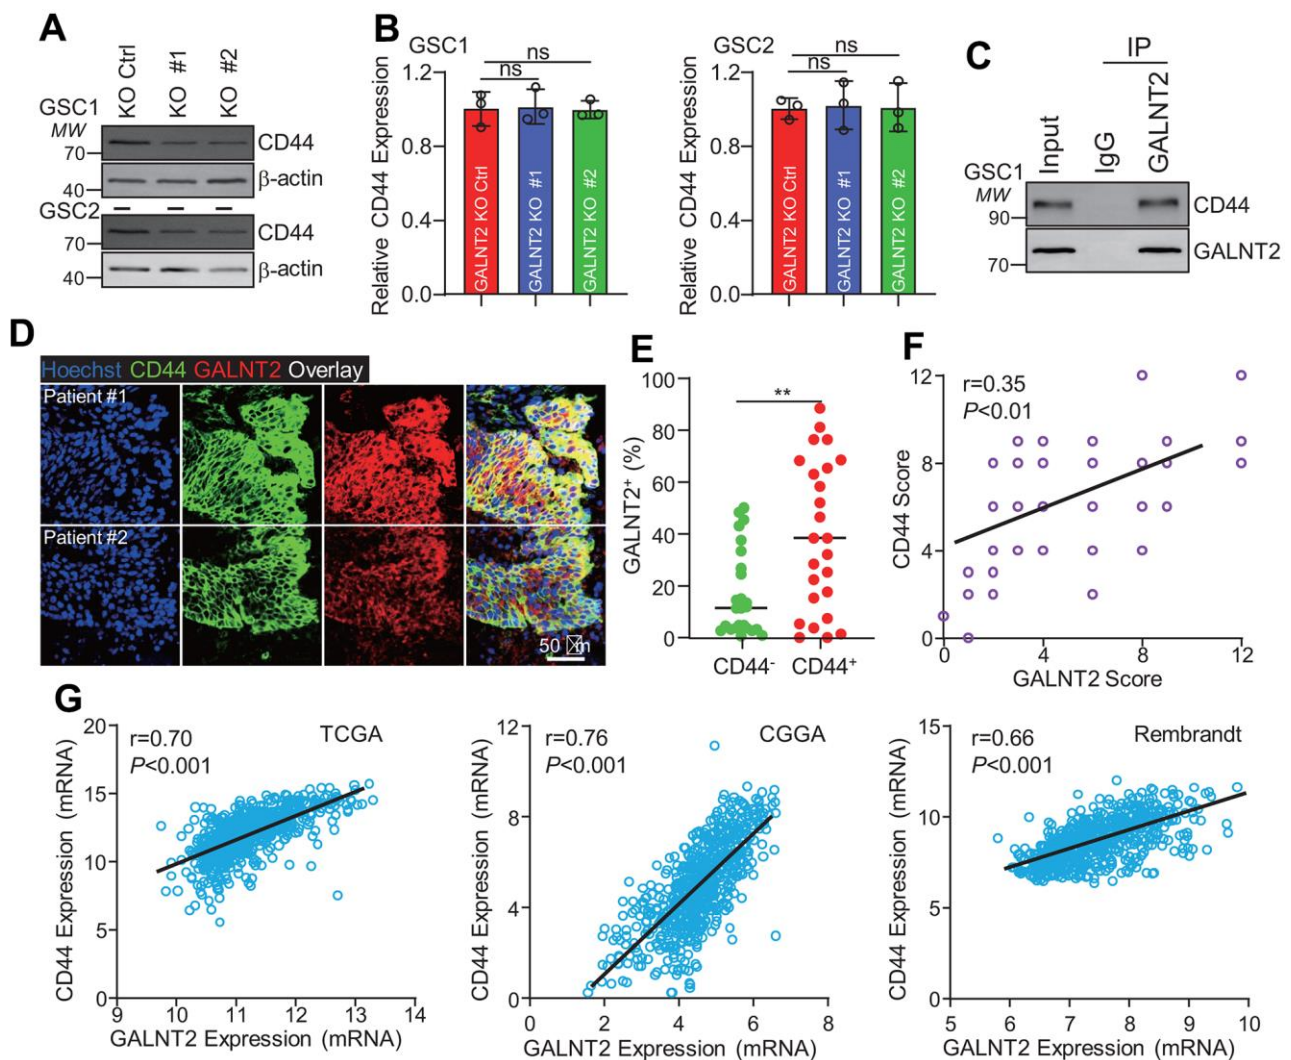 A
KO Ctrl
KO #1
KO #2
GSC1
MW
70
CD44
40
β-actin
GSC2
70
CD44
40
β-actin
B
GSC1
ns
ns
Relative CD44 Expression
1.2
0.8
0.4
0.0
GALNT2 KO Ctrl
GALNT2 KO #1
GALNT2 KO #2
GSC2
ns
ns
Relative CD44 Expression
1.2
0.8
0.4
0.0
GALNT2 KO Ctrl
GALNT2 KO #1
GALNT2 KO #2
C
IP
Input
IgG
GALNT2
GSC1
MW
90
CD44
70
GALNT2
D
Hoechst CD44 GALNT2 Overlay
Patient #1
Patient #2
50 m
E
GALNT2⁺ (%)
100
80
60
40
20
0
**
CD44⁻
CD44⁺
F
r=0.35
P<0.01
CD44 Score
12
8
4
0
0 4 8 12
GALNT2 Score
G
CD44 Expression (mRNA)
20
15
10
5
0
r=0.70
P<0.001
TCGA
9 10 11 12 13 14
GALNT2 Expression (mRNA)
CD44 Expression (mRNA)
12
8
4
0
r=0.76
P<0.001
CGGA
0 2 4 6 8
GALNT2 Expression (mRNA)
CD44 Expression (mRNA)
15
10
5
0
r=0.66
P<0.001
Rembrandt
5 6 7 8 9 10
GALNT2 Expression (mRNA)